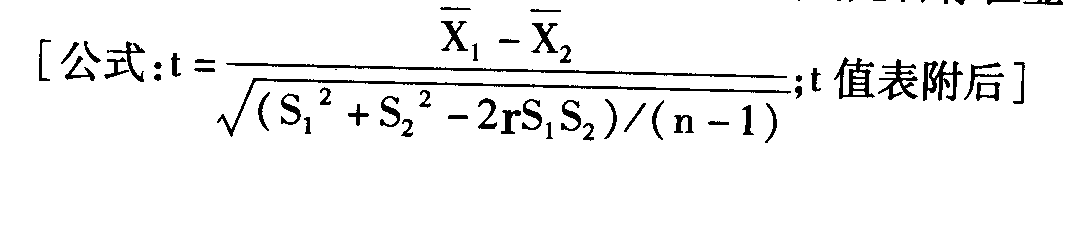 [公式:t = (X̄₁ - X̄₂) / √((S₁² + S₂² - 2rS₁S₂)/(n - 1)) ;t 值表附后]